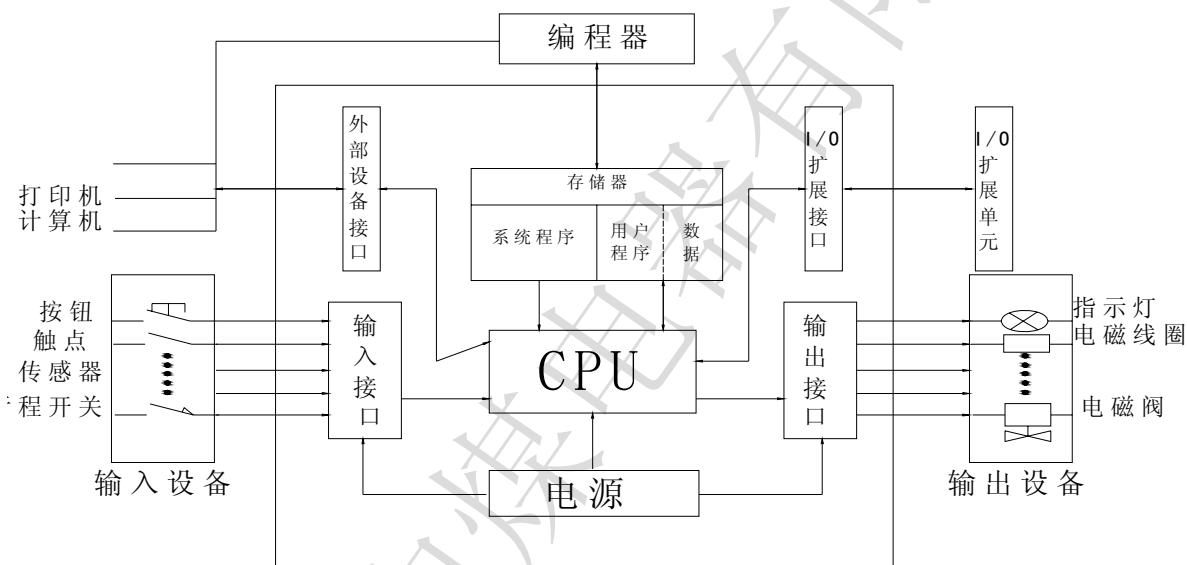 编程器
外部设备接口
I/O扩展接口
I/O扩展单元
存储器
系统程序
用户
程序
数据
打印机
计算机
按钮
触点
传感器
程开关
输入设备
输入接口
CPU
输出接口
指示灯
电磁线圈
电磁阀
输出设备
电源
煤电器有